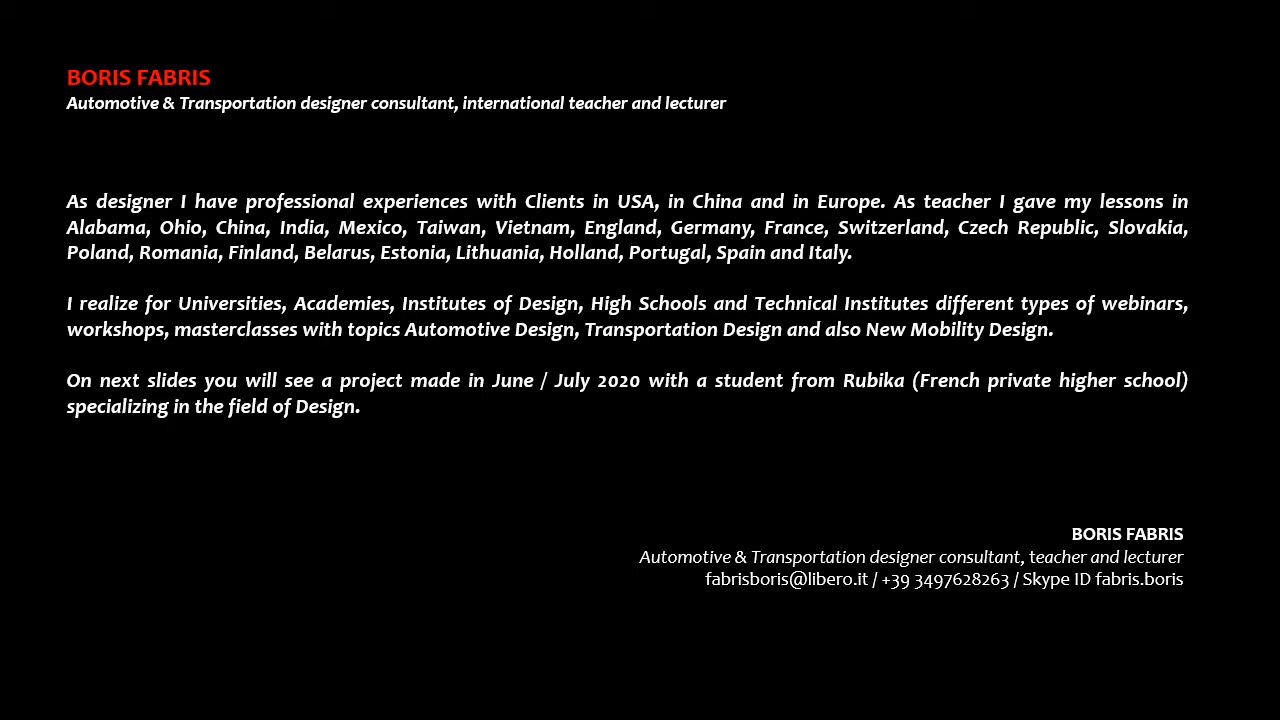 BORIS FABRIS
Automotive & Transportation designer consultant, international teacher and lecturer
As designer I have professional experiences with Clients in USA, in China and in Europe. As teacher I gave my lessons in
Alabama, Ohio, China, India, Mexico, Taiwan, Vietnam, England, Germany, France, Switzerland, Czech Republic, Slovakia,
Poland, Romania, Finland, Belarus, Estonia, Lithuania, Holland, Portugal, Spain and Italy.
I realize for Universities, Academies, Institutes of Design, High Schools and Technical Institutes different types of webinars,
workshops, masterclasses with topics Automotive Design, Transportation Design and also New Mobility Design.
On next slides you will see a project made in June / July 2020 with a student from Rubika (French private higher school)
specializing in the field of Design.
BORIS FABRIS
Automotive & Transportation designer consultant, teacher and lecturer
fabrisboris@libero.it / +39 3497628263 / Skype ID fabris.boris